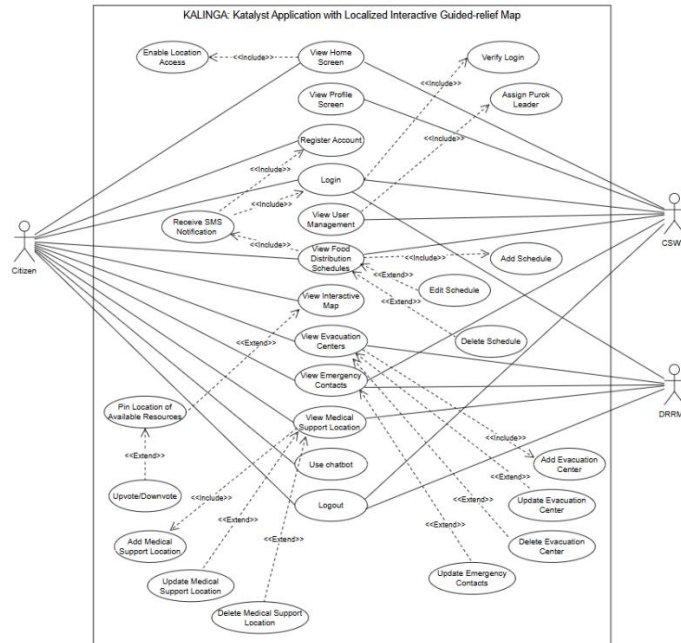 KALINGA: Katalyst Application with Localized Interactive Guided-relief Map
Enable Location
Access
<<Include>>
View Home
Screen
<<Include>>
Verify Login
View Profile
Screen
<<Include>>
Assign Purok
Leader
Register Account
<<Include>>
Login
<<Include>>
Receive SMS
Notification
View User
Management
<<Include>>
View Food
Distribution
Schedules
<<Include>>
Add Schedule
<<Extend>>
Edit Schedule
<<Extend>>
Delete Schedule
Citizen
CSW
View Interactive
Map
<<Extend>>
View Evacuation
Centers
View Emergency
Contacts
DRRM
Pin Location of
Available Resources
View Medical
Support Location
<<Extend>>
<<Include>>
Add Evacuation
Center
Use chatbot
Upvote/Downvote
<<Include>>
<<Extend>>
Update Evacuation
Center
Logout
<<Extend>>
<<Extend>>
<<Extend>>
Delete Evacuation
Center
Add Medical
Support Location
<<Extend>>
<<Extend>>
Update Emergency
Contacts
Update Medical
Support Location
Delete Medical Support
Location